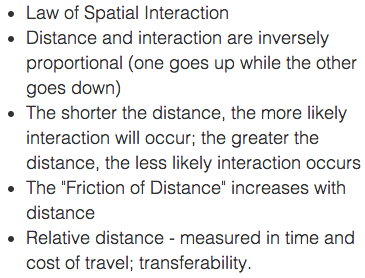 • Law of Spatial Interaction
• Distance and interaction are inversely
proportional (one goes up while the other
goes down)
• The shorter the distance, the more likely
interaction will occur; the greater the
distance, the less likely interaction occurs
• The "Friction of Distance" increases with
distance
• Relative distance - measured in time and
cost of travel; transferability.